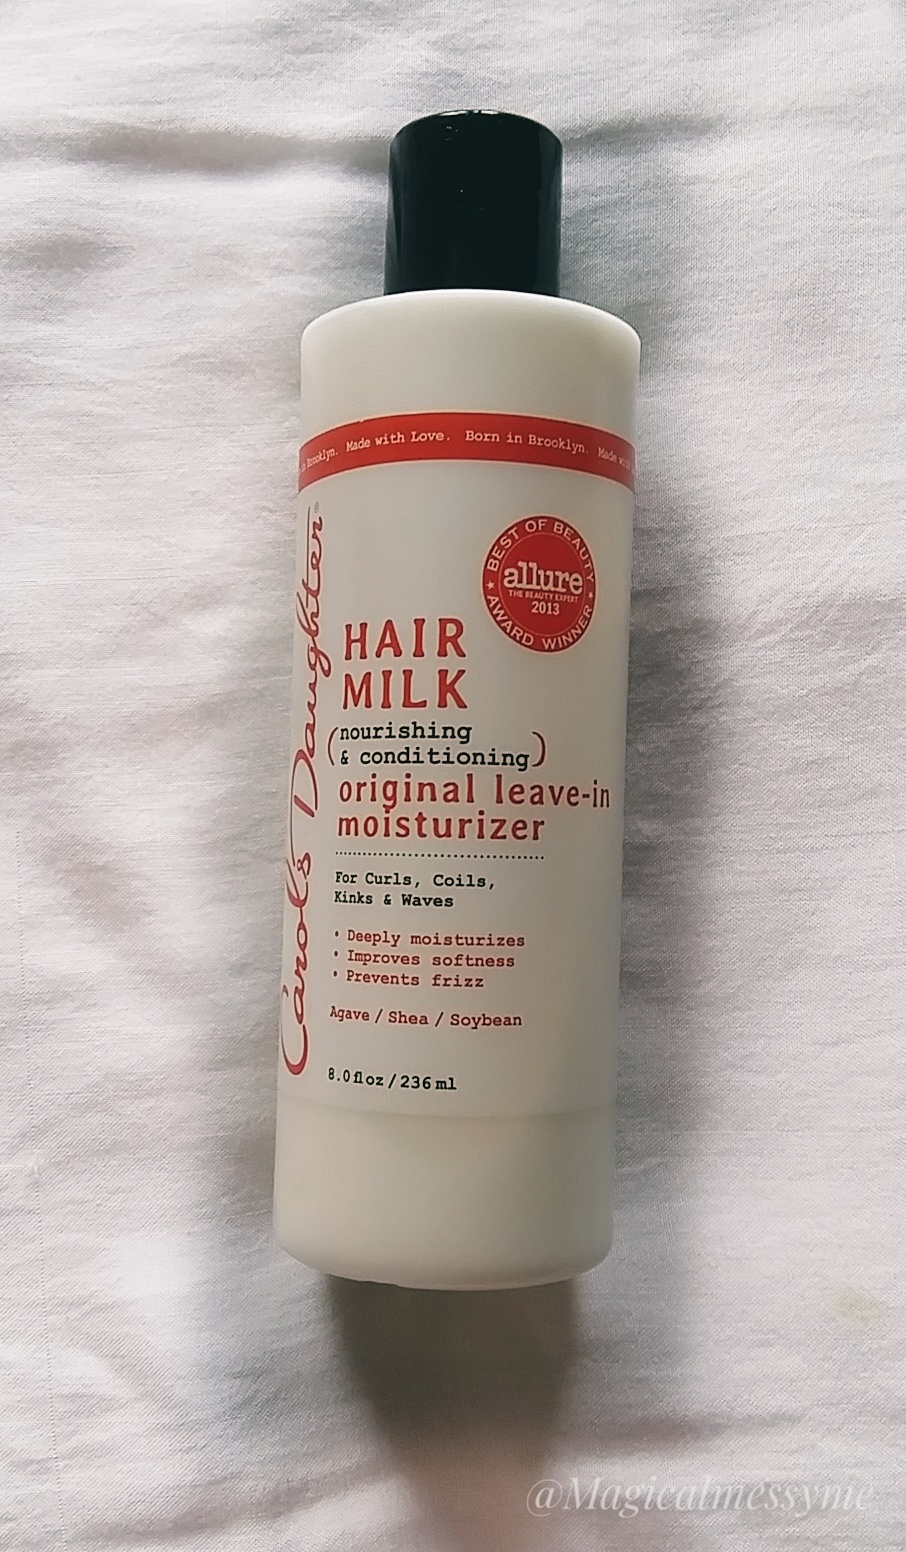 in Brooklyn. Made with Love. Born in Brooklyn. Made wi
Carol's Daughter®
BEST OF BEAUTY
allure
THE BEAUTY EXPERT
2013
AWARD WINNER
HAIR
MILK
(nourishing
& conditioning)
original leave-in
moisturizer
For Curls, Coils,
Kinks & Waves
• Deeply moisturizes
• Improves softness
• Prevents frizz
Agave / Shea / Soybean
8.0 fl oz / 236 ml
@Magicalmessyme